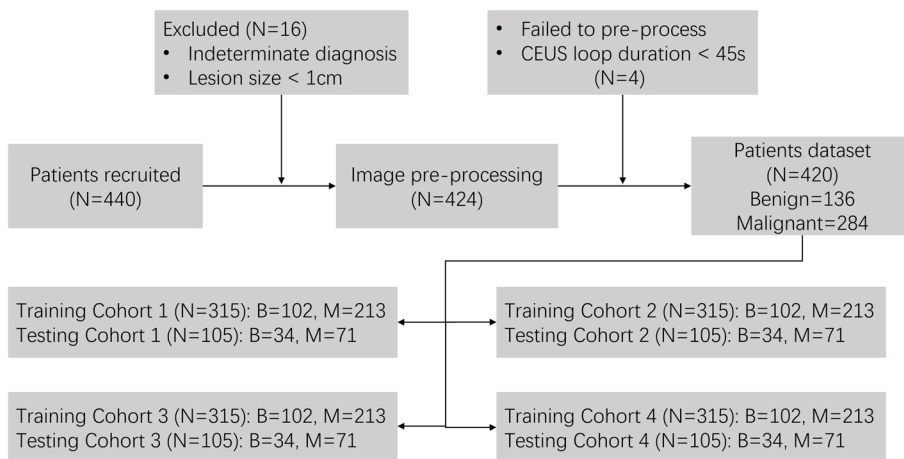 Excluded (N=16)
• Indeterminate diagnosis
• Lesion size < 1cm
• Failed to pre-process
• CEUS loop duration < 45s
(N=4)
Patients recruited
(N=440)
Image pre-processing
(N=424)
Patients dataset
(N=420)
Benign=136
Malignant=284
Training Cohort 1 (N=315): B=102, M=213
Testing Cohort 1 (N=105): B=34, M=71
Training Cohort 2 (N=315): B=102, M=213
Testing Cohort 2 (N=105): B=34, M=71
Training Cohort 3 (N=315): B=102, M=213
Testing Cohort 3 (N=105): B=34, M=71
Training Cohort 4 (N=315): B=102, M=213
Testing Cohort 4 (N=105): B=34, M=71